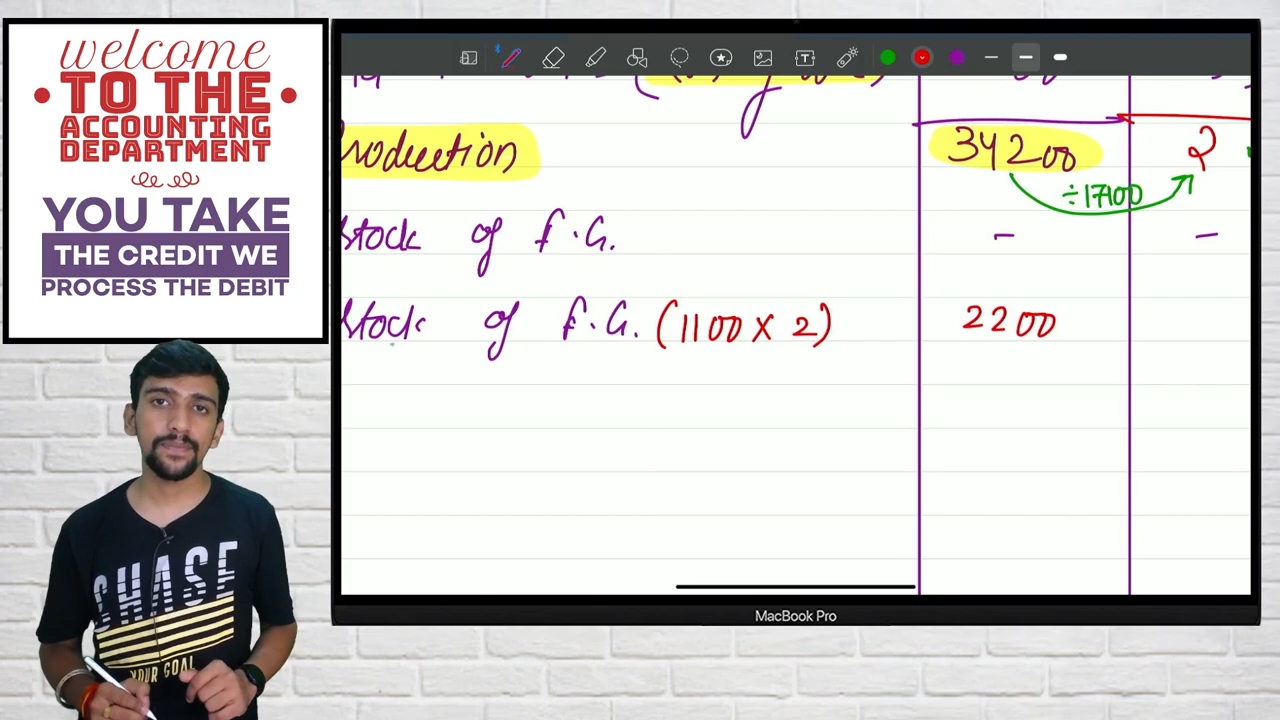 welcome
TO THE
ACCOUNTING
DEPARTMENT
YOU TAKE
THE CREDIT WE
PROCESS THE DEBIT
roduction 34200 2
÷17100
stock of F.G. - -
stock of F.G. (1100 x 2) 2200
MacBook Pro
CHASE
YOUR GOAL